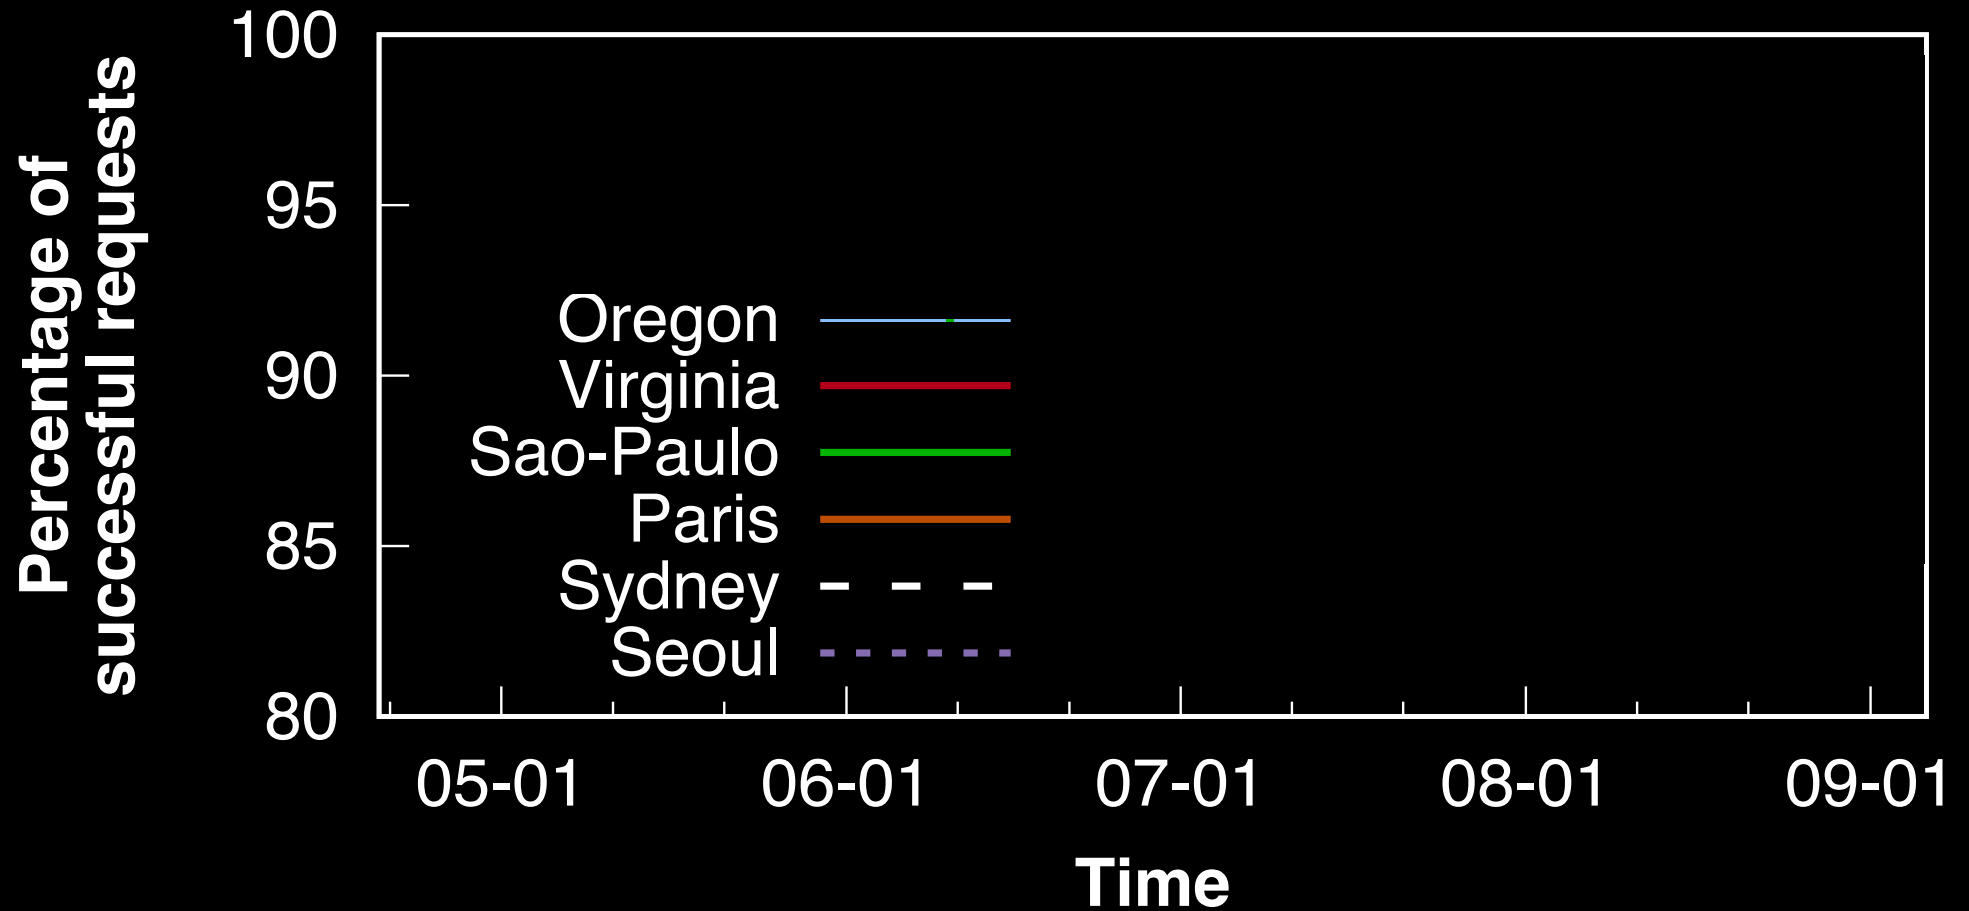 Percentage of
successful requests
100
95
90
85
80
Oregon
Virginia
Sao-Paulo
Paris
Sydney
Seoul
05-01 06-01 07-01 08-01 09-01
Time